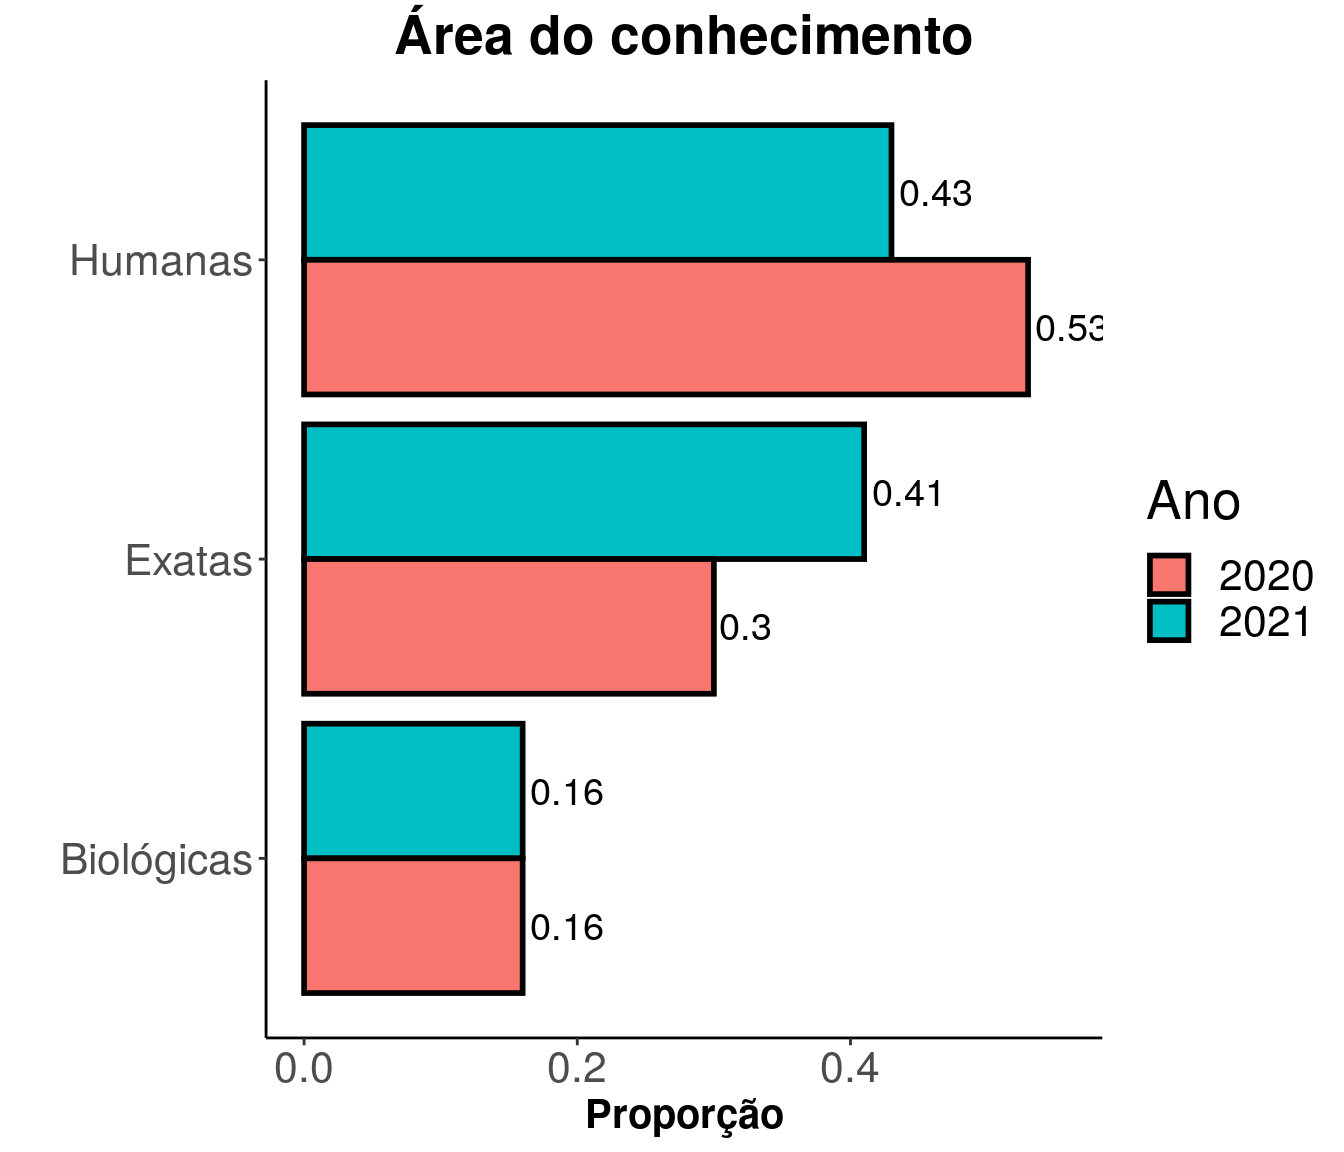 Área do conhecimento
Humanas
0.43
0.53
Exatas
0.41
0.3
Biológicas
0.16
0.16
0.0 0.2 0.4
Proporção
Ano
2020
2021